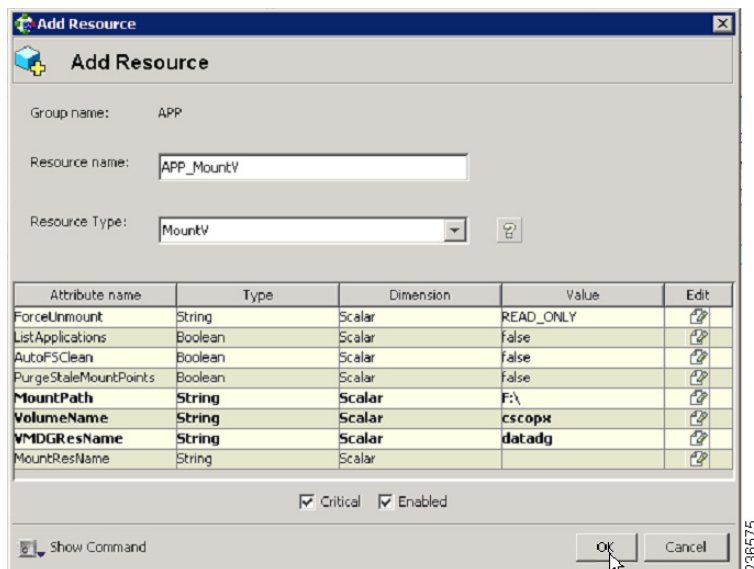 Add Resource
Add Resource
Group name: APP
Resource name: APP_MountV
Resource Type: MountV
Attribute name Type Dimension Value Edit
ForceUnmount String Scalar READ_ONLY
ListApplications Boolean Scalar false
AutoFSClean Boolean Scalar false
PurgeStaleMountPoints Boolean Scalar false
MountPath String Scalar F:\
VolumeName String Scalar cscopx
VMDGResName String Scalar datadg
MountResName String Scalar
Critical Enabled
Show Command OK Cancel
236575